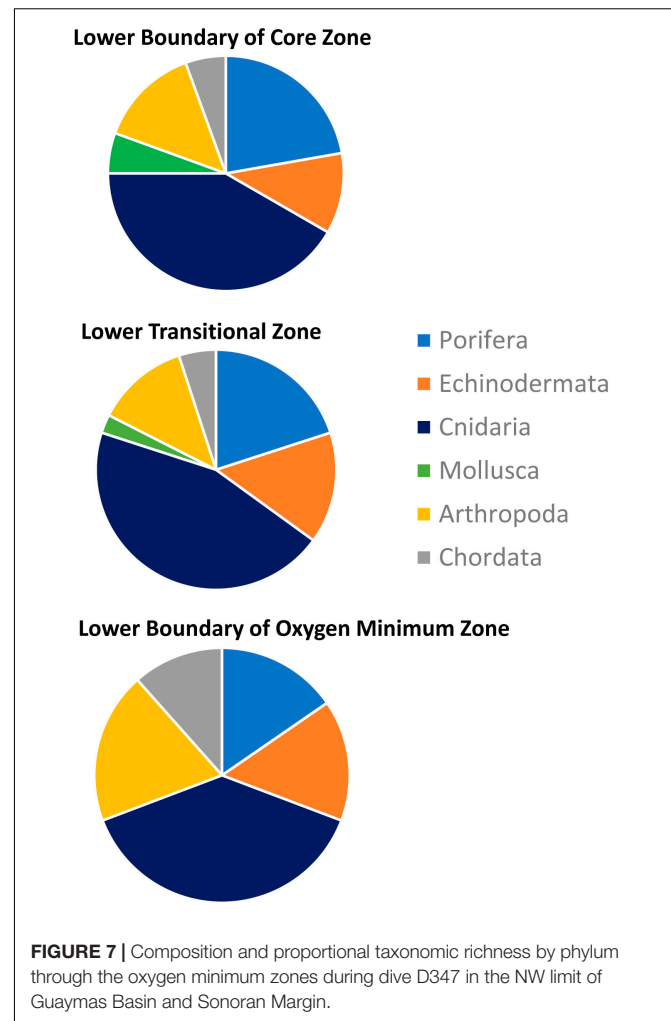 Lower Boundary of Core Zone
Lower Transitional Zone
Porifera
Echinodermata
Cnidaria
Mollusca
Arthropoda
Chordata
Lower Boundary of Oxygen Minimum Zone
FIGURE 7 | Composition and proportional taxonomic richness by phylum
through the oxygen minimum zones during dive D347 in the NW limit of
Guaymas Basin and Sonoran Margin.